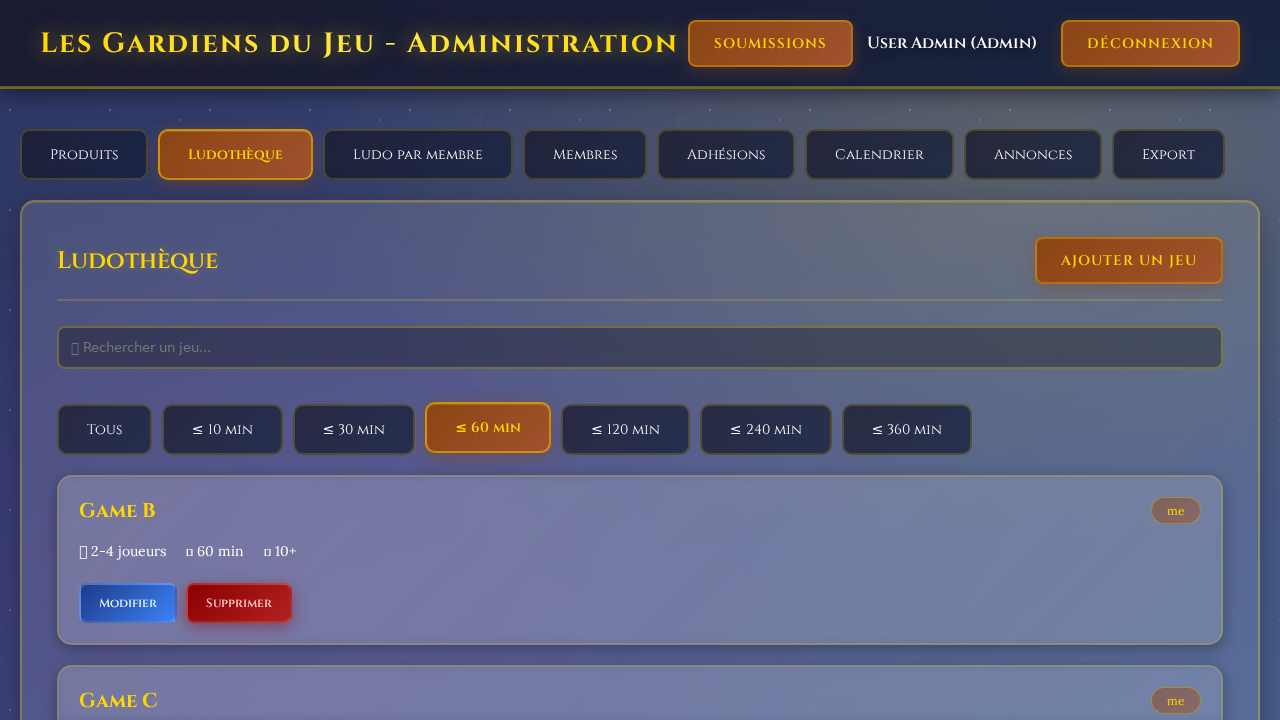 Les Gardiens du Jeu - Administration
SOUMISSIONS
User Admin (Admin)
DÉCONNEXION
Produits
Ludothèque
Ludo par membre
Membres
Adhésions
Calendrier
Annonces
Export
Ludothèque
AJOUTER UN JEU
Rechercher un jeu...
Tous
≤ 10 min
≤ 30 min
≤ 60 min
≤ 120 min
≤ 240 min
≤ 360 min
Game B
me
2-4 joueurs 60 min 10+
Modifier
Supprimer
Game C
me